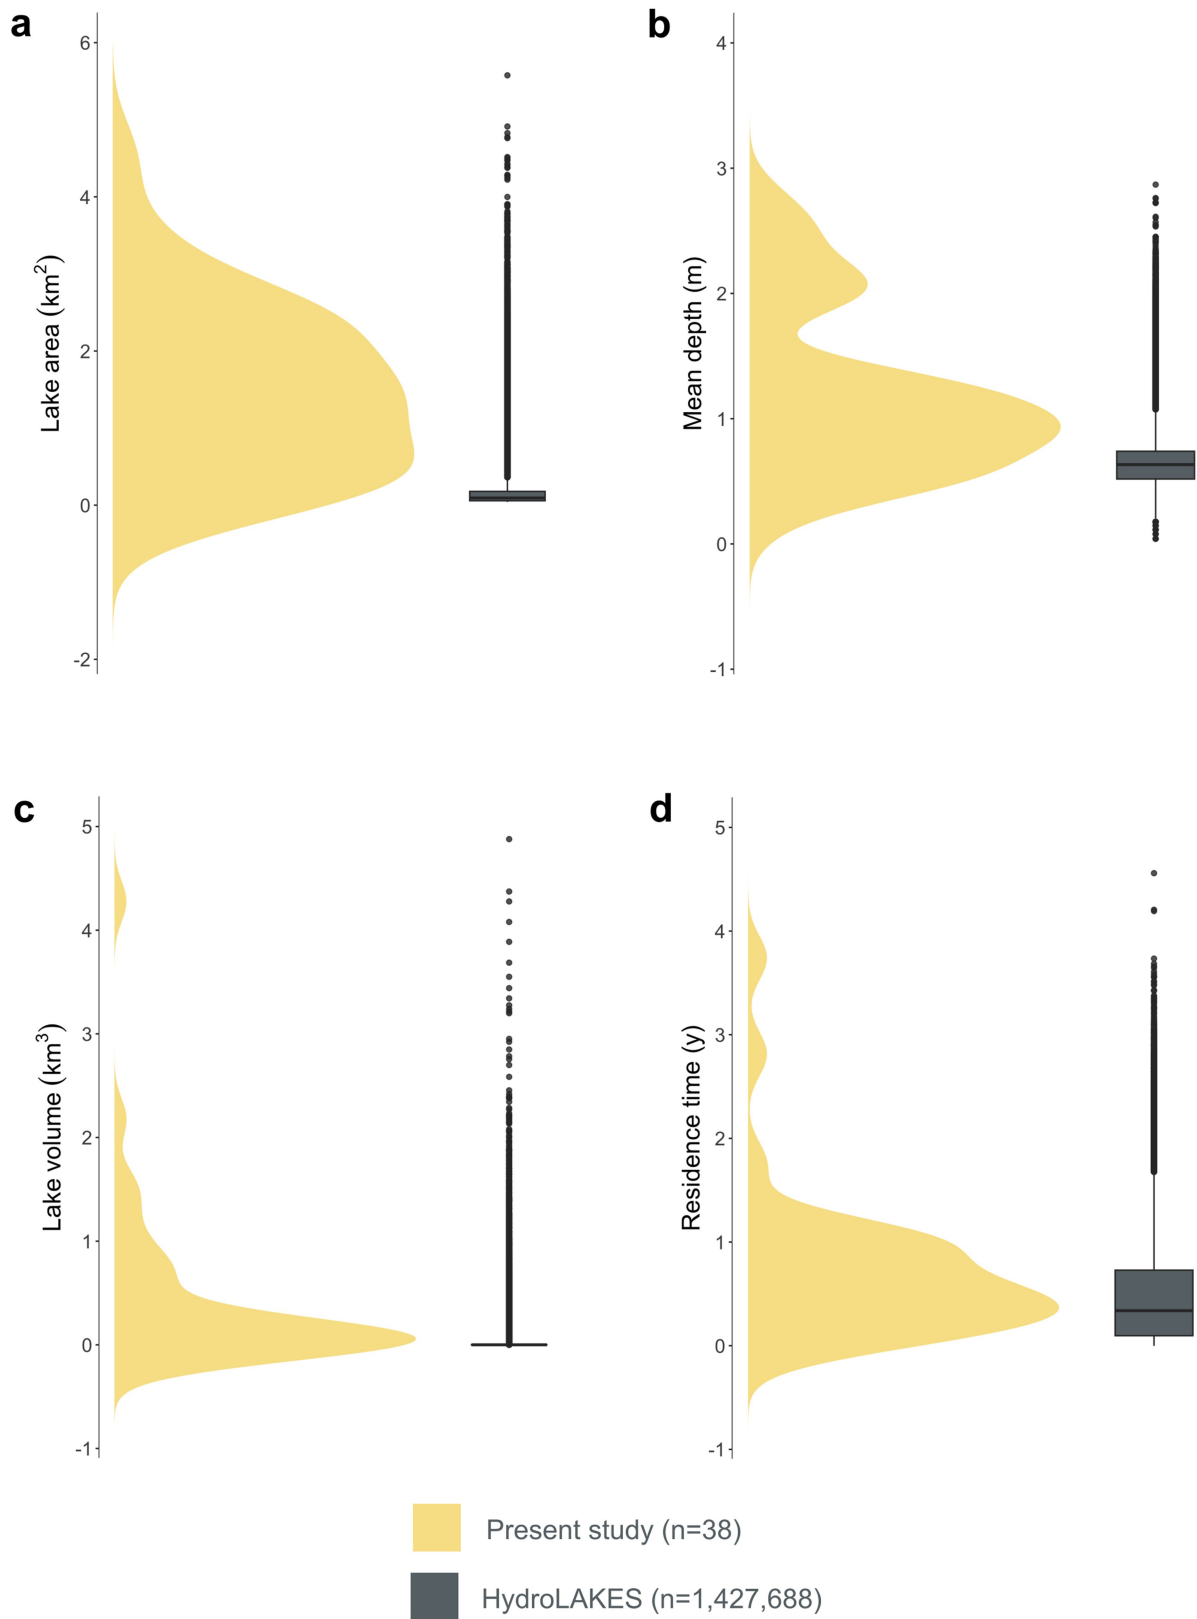 a
6
4
2
0
-2
Lake area (km²)
b
4
3
2
1
0
-1
Mean depth (m)
c
5
4
3
2
1
0
-1
Lake volume (km³)
d
5
4
3
2
1
0
-1
Residence time (y)
Present study (n=38)
HydroLAKES (n=1,427,688)